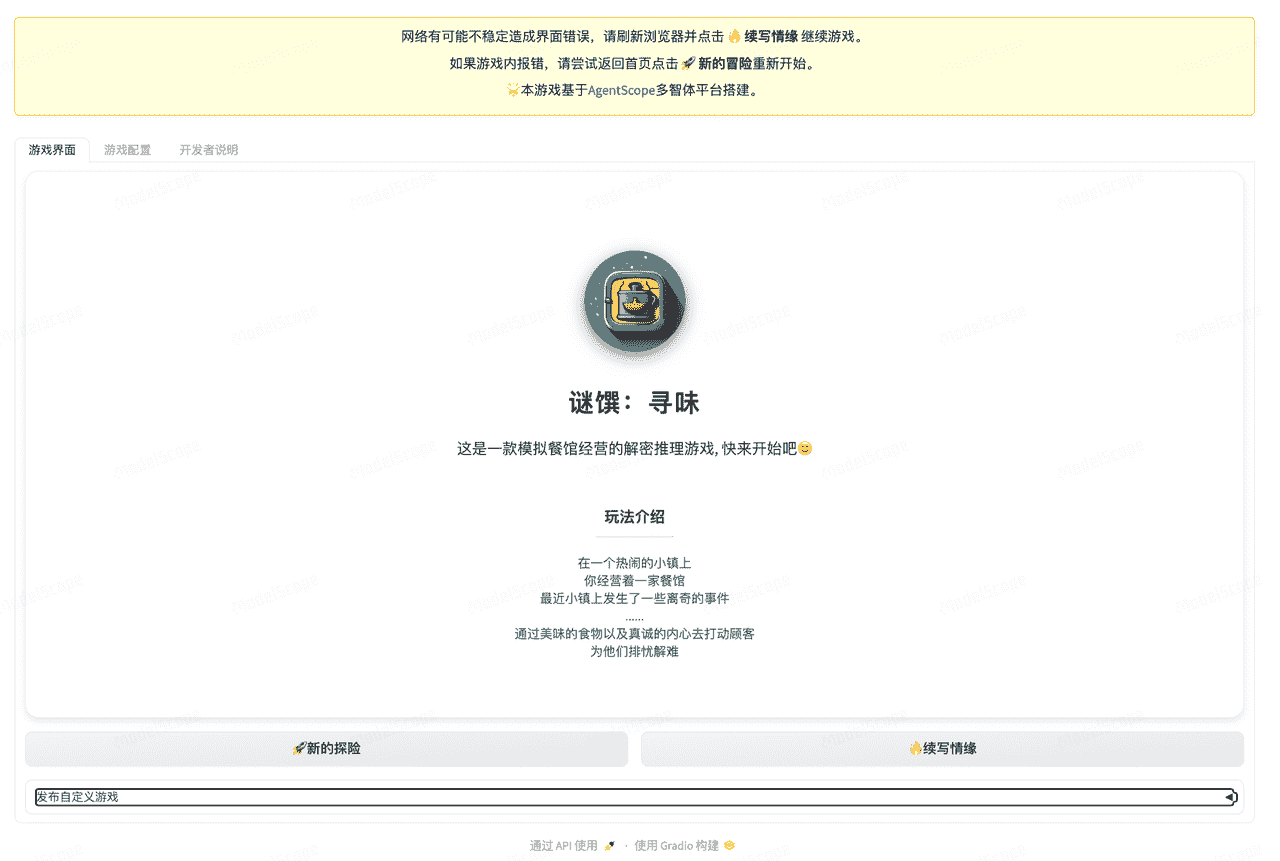 网络有可能不稳定造成界面错误，请刷新浏览器并点击 🔥 续写情缘 继续游戏。
如果游戏内报错，请尝试返回首页点击 🚀 新的冒险重新开始。
🌟本游戏基于AgentScope多智体平台搭建。
游戏界面 游戏配置 开发者说明
谜馔：寻味
这是一款模拟餐馆经营的解密推理游戏, 快来开始吧😊
玩法介绍
在一个热闹的小镇上
你经营着一家餐馆
最近小镇上发生了一些离奇的事件
......
通过美味的食物以及真诚的内心去打动顾客
为他们排忧解难
🚀新的探险 🔥续写情缘
发布自定义游戏
通过 API 使用 🚀 · 使用 Gradio 构建
ModelScope